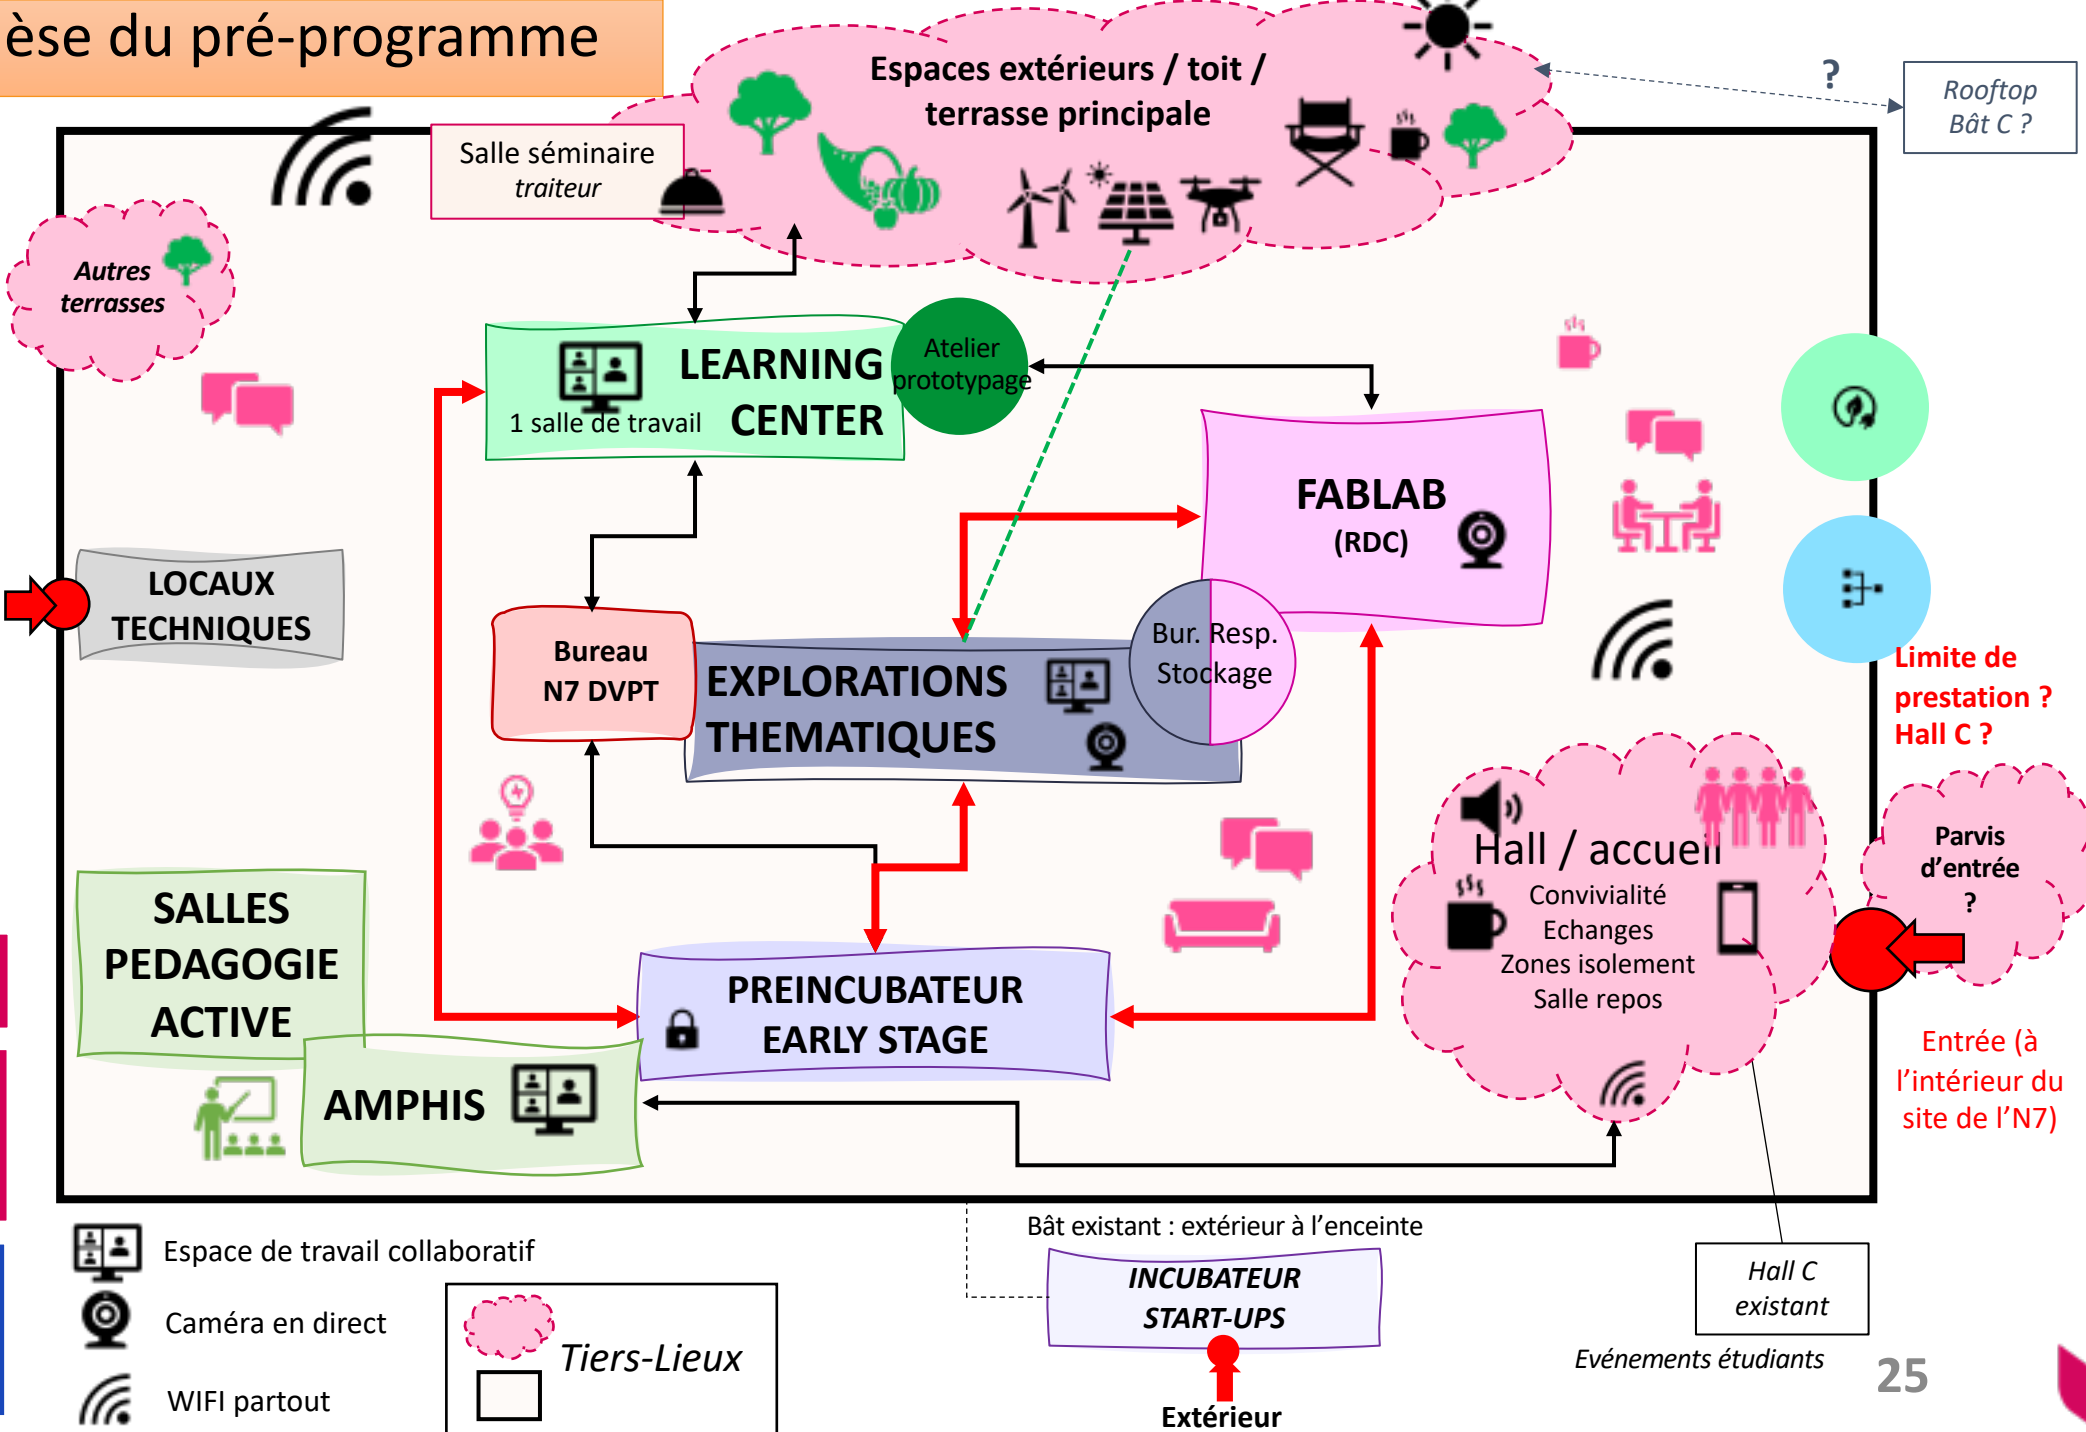 èse du pré-programme
Espaces extérieurs / toit /
terrasse principale
?
Rooftop
Bât C ?
Salle séminaire
traiteur
Autres
terrasses
LEARNING
CENTER
1 salle de travail
Atelier
prototypage
FABLAB
(RDC)
LOCAUX
TECHNIQUES
Bureau
N7 DVPT
EXPLORATIONS
THEMATIQUES
Bur. Resp.
Stockage
Limite de
prestation ?
Hall C ?
Hall / accueil
Convivialité
Echanges
Zones isolement
Salle repos
Parvis
d’entrée
?
SALLES
PEDAGOGIE
ACTIVE
AMPHIS
PREINCUBATEUR
EARLY STAGE
Entrée (à
l’intérieur du
site de l’N7)
Bât existant : extérieur à l’enceinte
INCUBATEUR
START-UPS
Extérieur
Hall C
existant
Evénements étudiants
25
Espace de travail collaboratif
Caméra en direct
WIFI partout
Tiers-Lieux